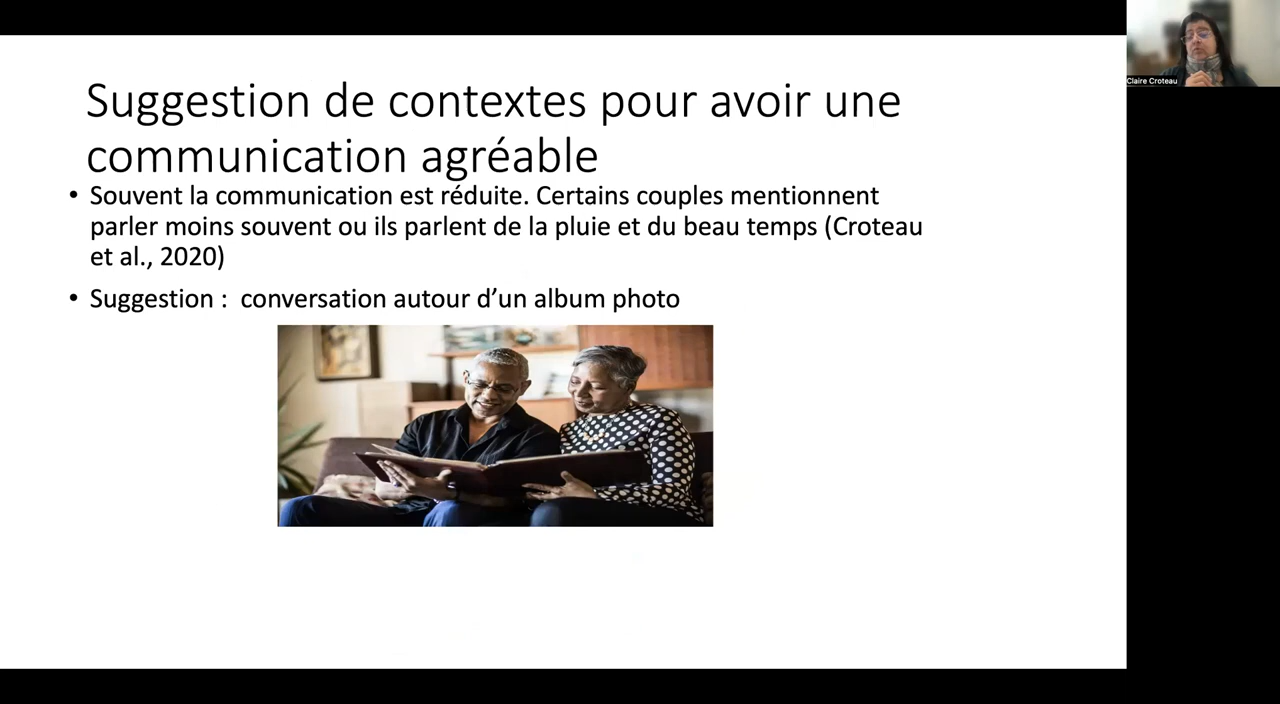 Suggestion de contextes pour avoir une
communication agréable
• Souvent la communication est réduite. Certains couples mentionnent
parler moins souvent ou ils parlent de la pluie et du beau temps (Croteau
et al., 2020)
• Suggestion :  conversation autour d’un album photo
Claire Croteau